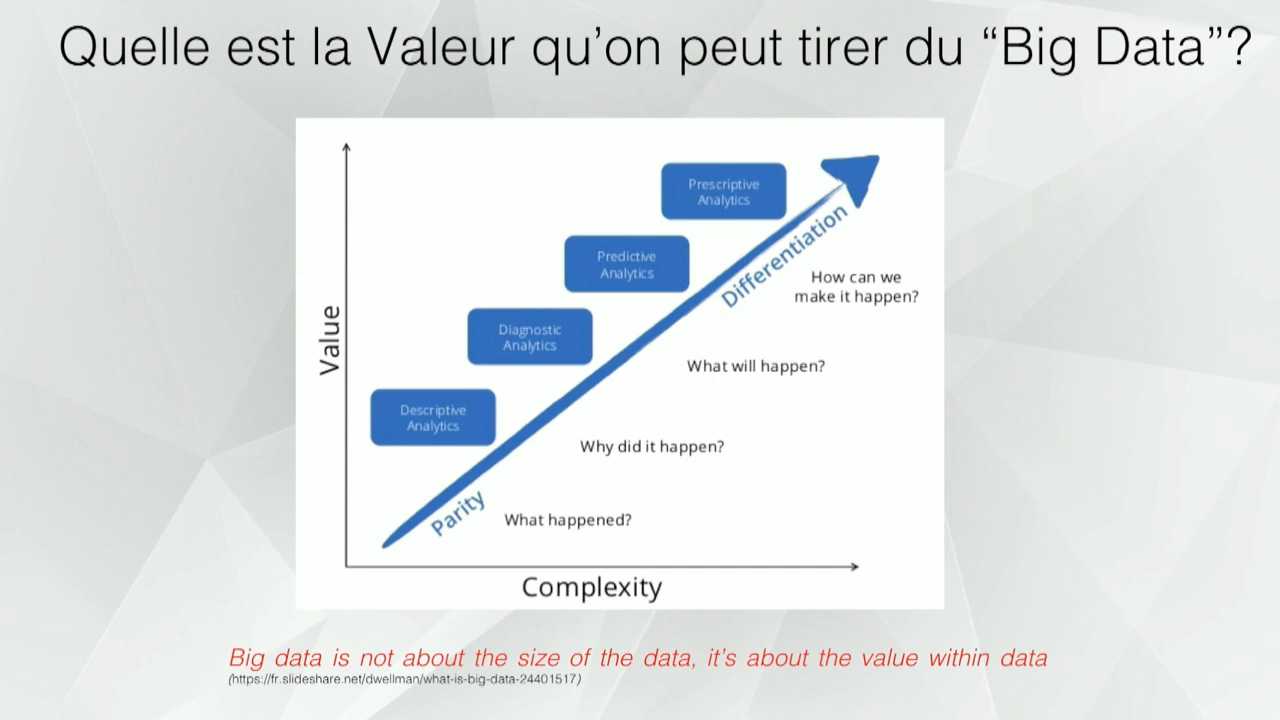 Quelle est la Valeur qu’on peut tirer du “Big Data”?
Prescriptive
Analytics
Predictive
Analytics
Differentiation
How can we
make it happen?
Value
Diagnostic
Analytics
What will happen?
Descriptive
Analytics
Why did it happen?
Parity
What happened?
Complexity
Big data is not about the size of the data, it’s about the value within data
(https://fr.slideshare.net/dwellman/what-is-big-data-24401517)